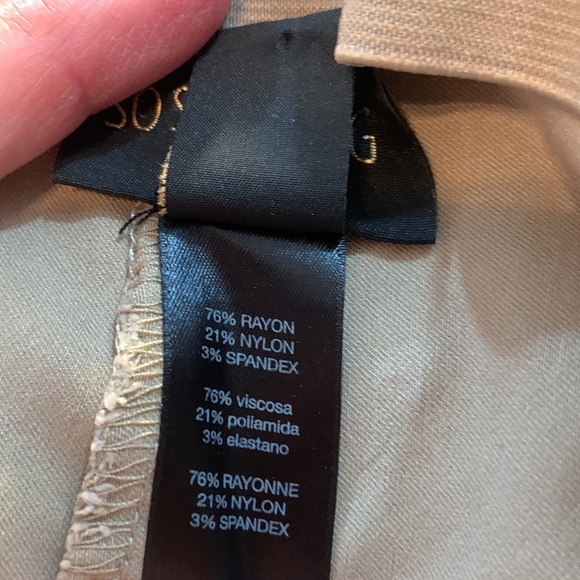 76% RAYON
21% NYLON
3% SPANDEX
76% viscosa
21% poliamida
3% elastano
76% RAYONNE
21% NYLON
3% SPANDEX